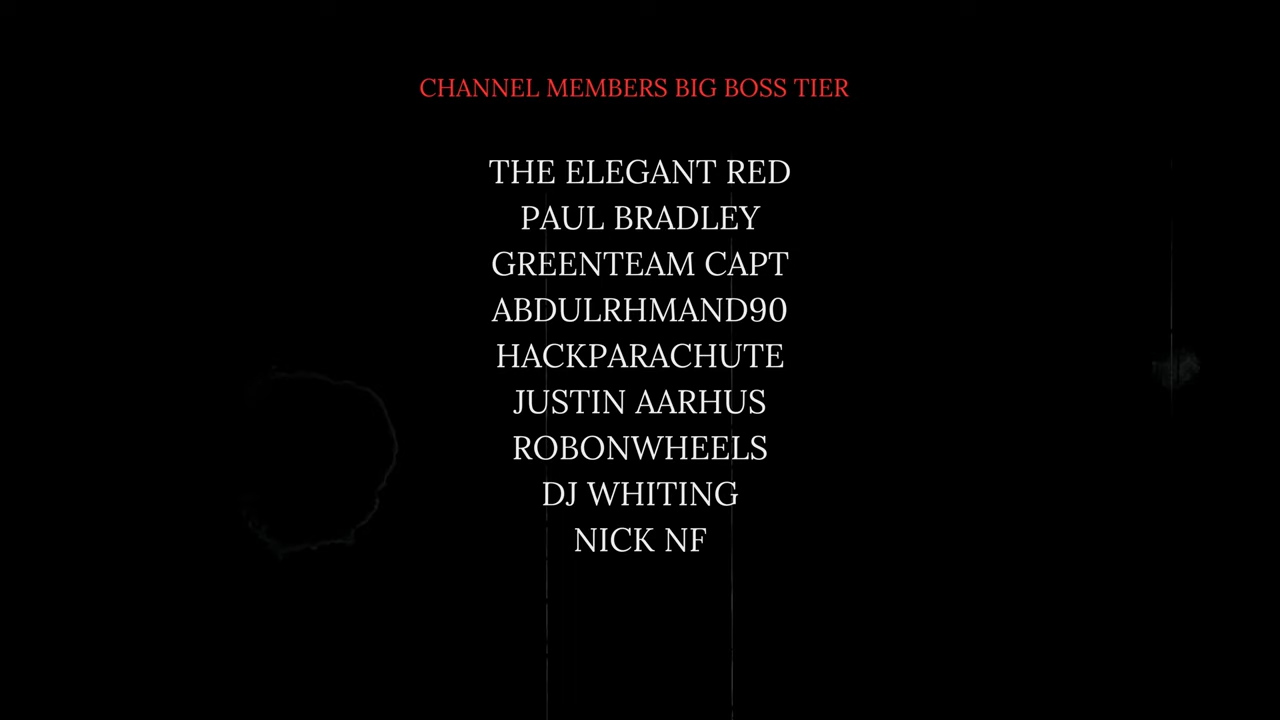 CHANNEL MEMBERS BIG BOSS TIER
THE ELEGANT RED
PAUL BRADLEY
GREENTEAM CAPT
ABDULRHMAND90
HACKPARACHUTE
JUSTIN AARHUS
ROBONWHEELS
DJ WHITING
NICK NF